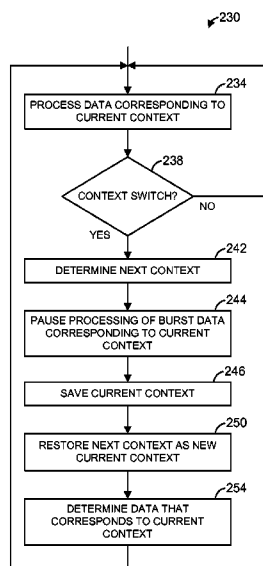 230
234
PROCESS DATA CORRESPONDING TO
CURRENT CONTEXT
238
CONTEXT SWITCH?
NO
YES
242
DETERMINE NEXT CONTEXT
244
PAUSE PROCESSING OF BURST DATA
CORRESPONDING TO CURRENT
CONTEXT
246
SAVE CURRENT CONTEXT
250
RESTORE NEXT CONTEXT AS NEW
CURRENT CONTEXT
254
DETERMINE DATA THAT
CORRESPONDS TO CURRENT
CONTEXT